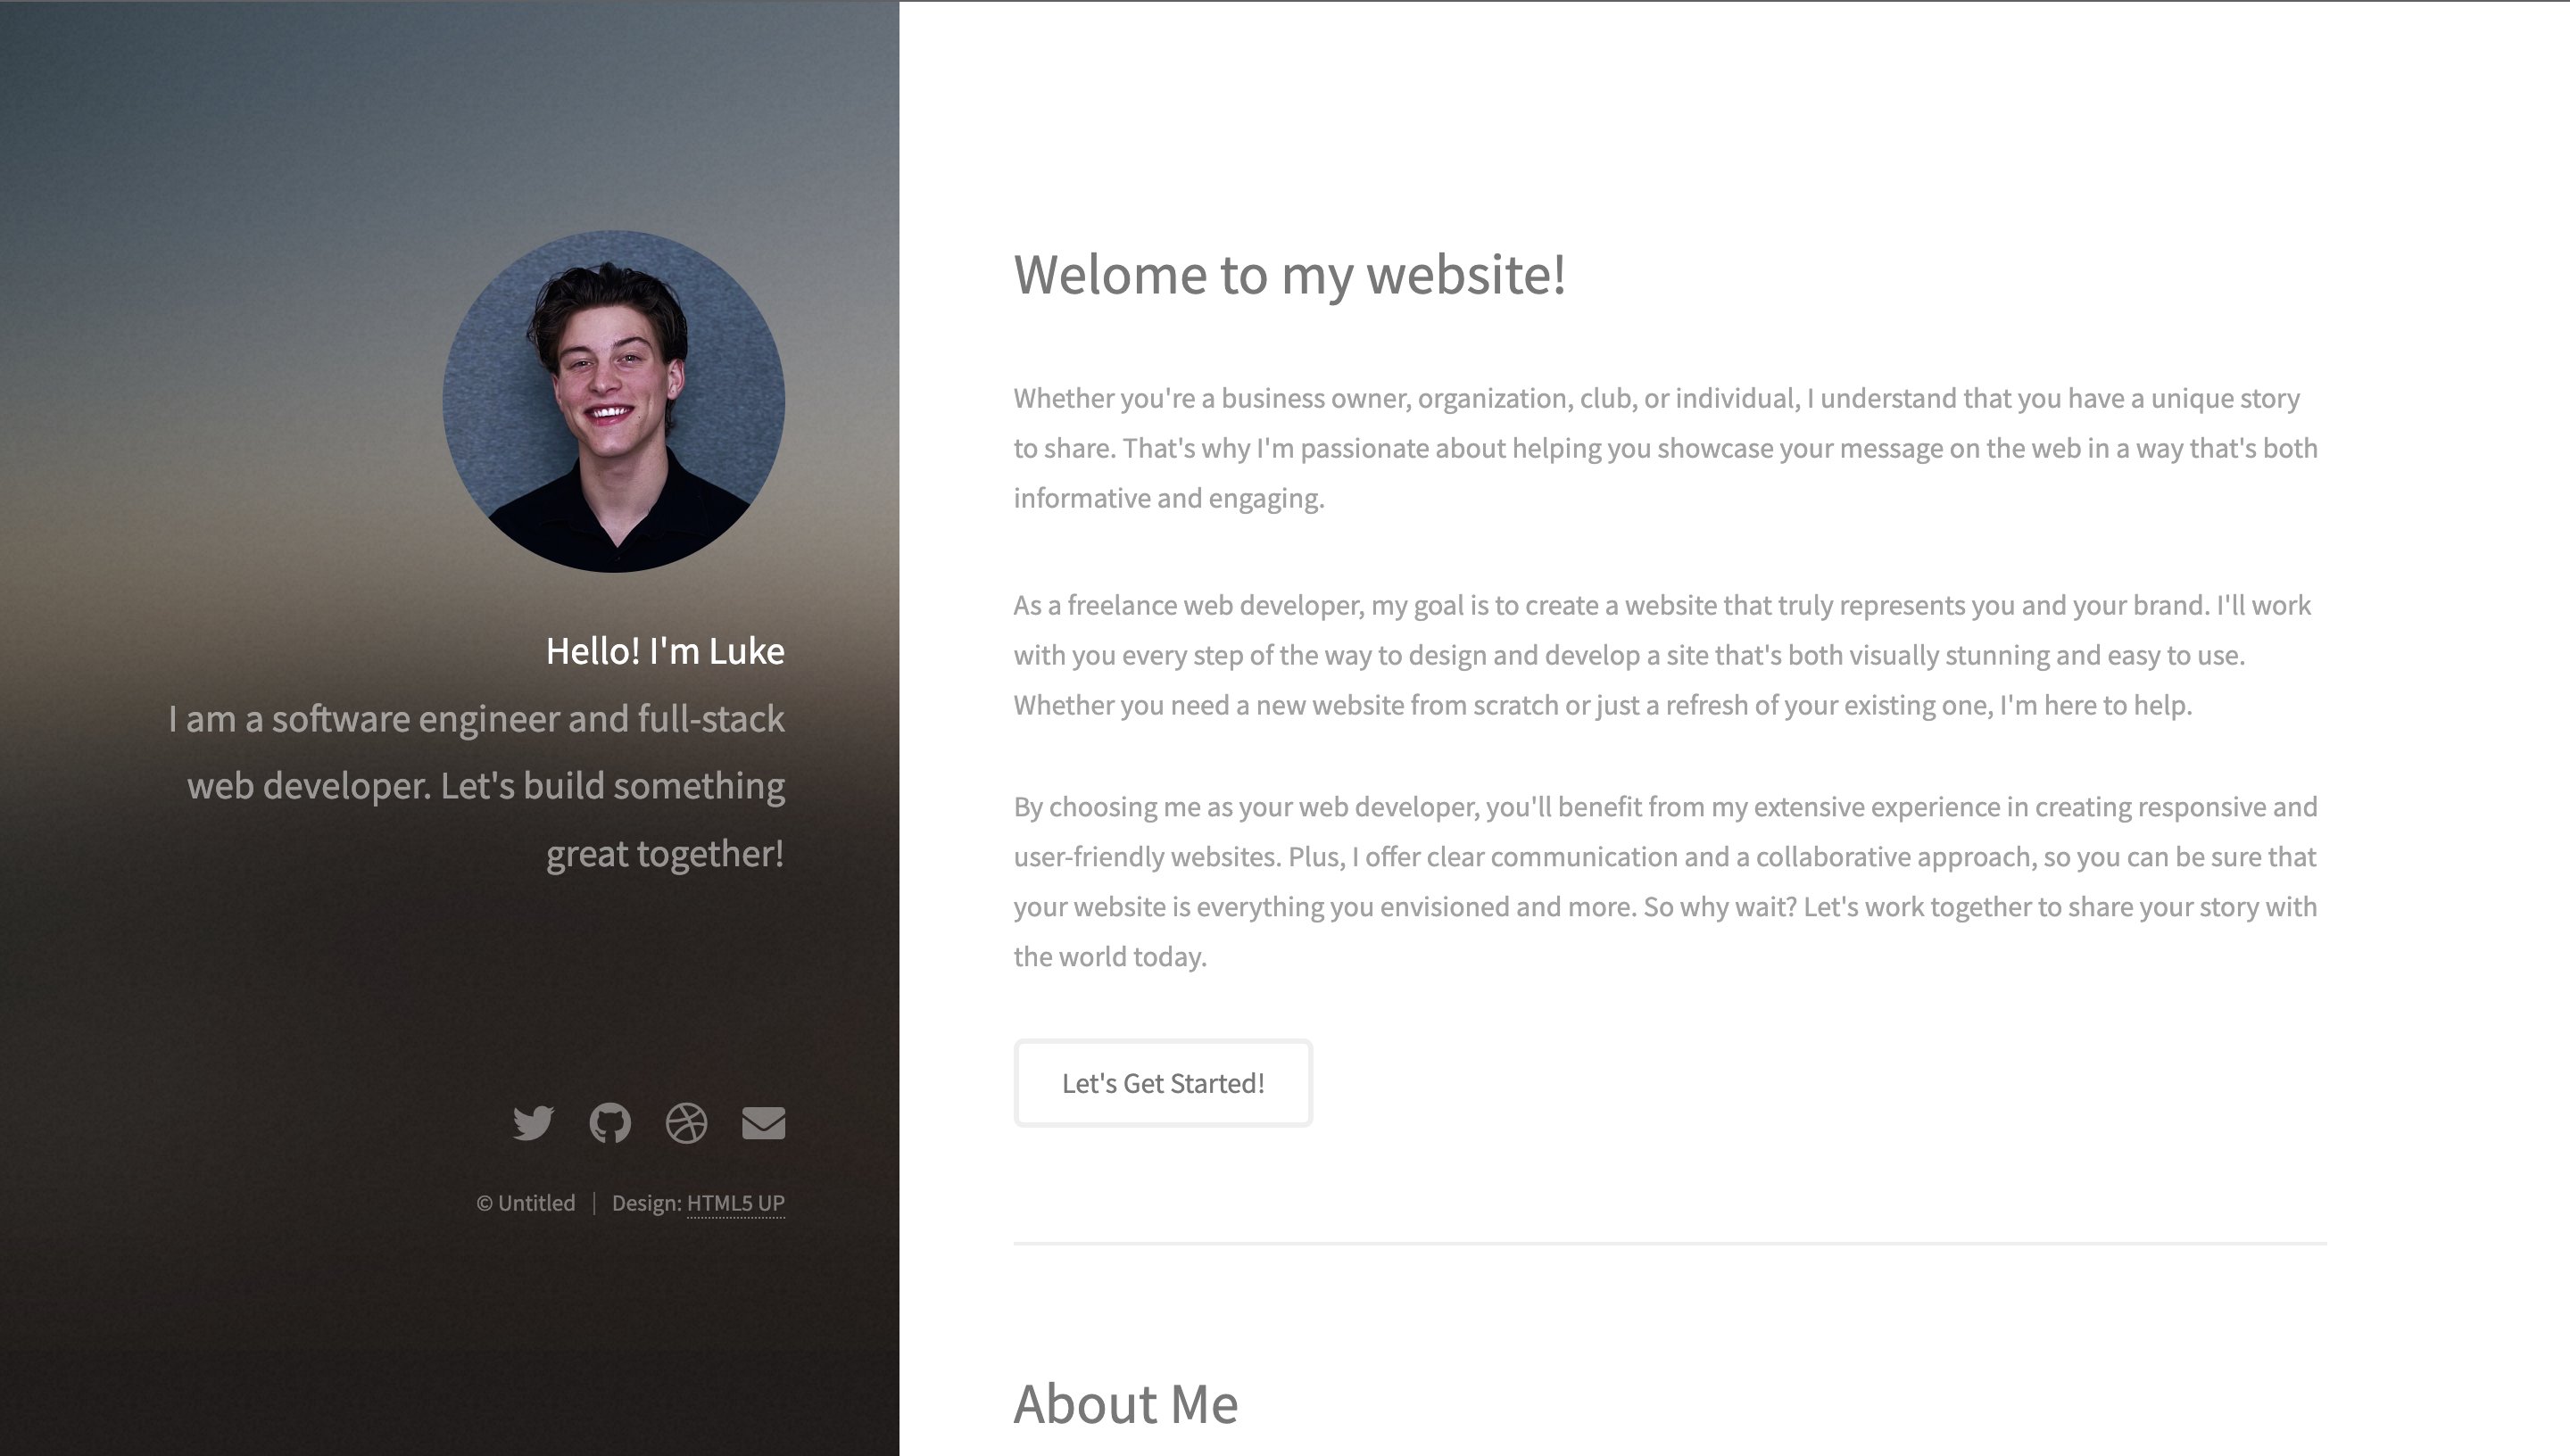 Hello! I'm Luke
I am a software engineer and full-stack
web developer. Let's build something
great together!
© Untitled | Design: HTML5 UP
Welome to my website!
Whether you're a business owner, organization, club, or individual, I understand that you have a unique story
to share. That's why I'm passionate about helping you showcase your message on the web in a way that's both
informative and engaging.
As a freelance web developer, my goal is to create a website that truly represents you and your brand. I'll work
with you every step of the way to design and develop a site that's both visually stunning and easy to use.
Whether you need a new website from scratch or just a refresh of your existing one, I'm here to help.
By choosing me as your web developer, you'll benefit from my extensive experience in creating responsive and
user-friendly websites. Plus, I offer clear communication and a collaborative approach, so you can be sure that
your website is everything you envisioned and more. So why wait? Let's work together to share your story with
the world today.
Let's Get Started!
About Me